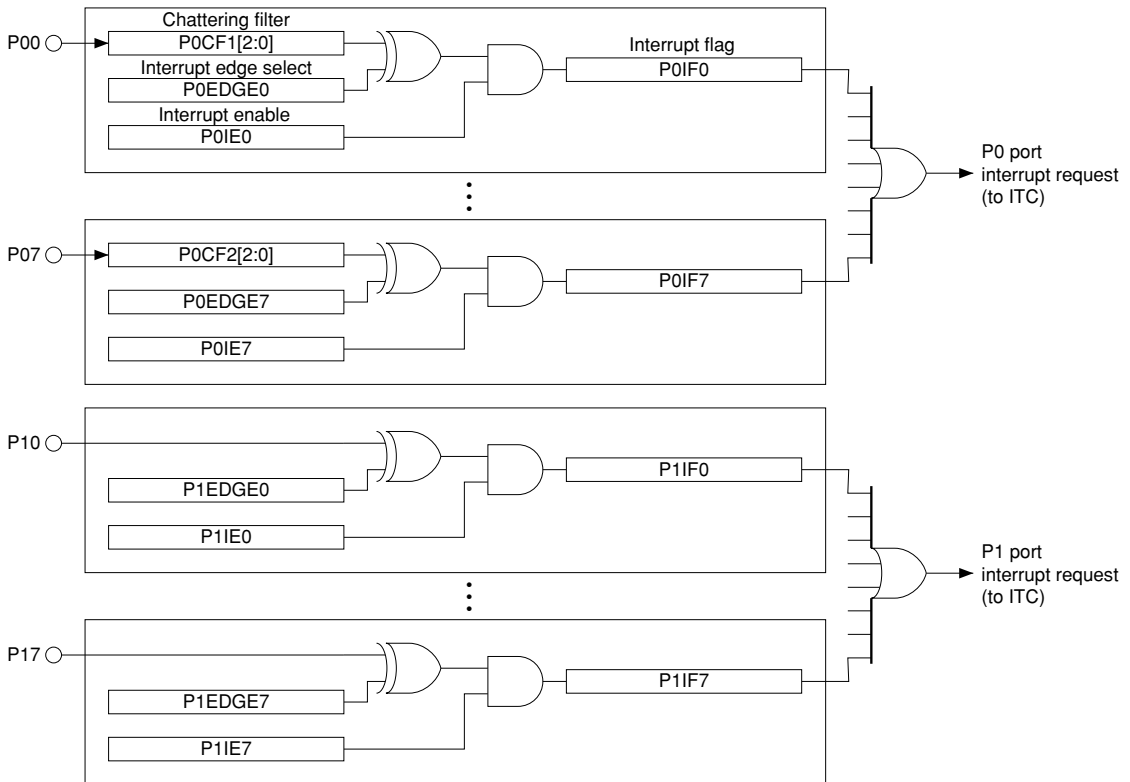 Chattering filter
P00
P0CF1[2:0]
Interrupt flag
Interrupt edge select
P0IF0
P0EDGE0
Interrupt enable
P0IE0
P0 port
interrupt request
(to ITC)
P07
P0CF2[2:0]
P0IF7
P0EDGE7
P0IE7
P10
P1IF0
P1EDGE0
P1IE0
P1 port
interrupt request
(to ITC)
P17
P1IF7
P1EDGE7
P1IE7